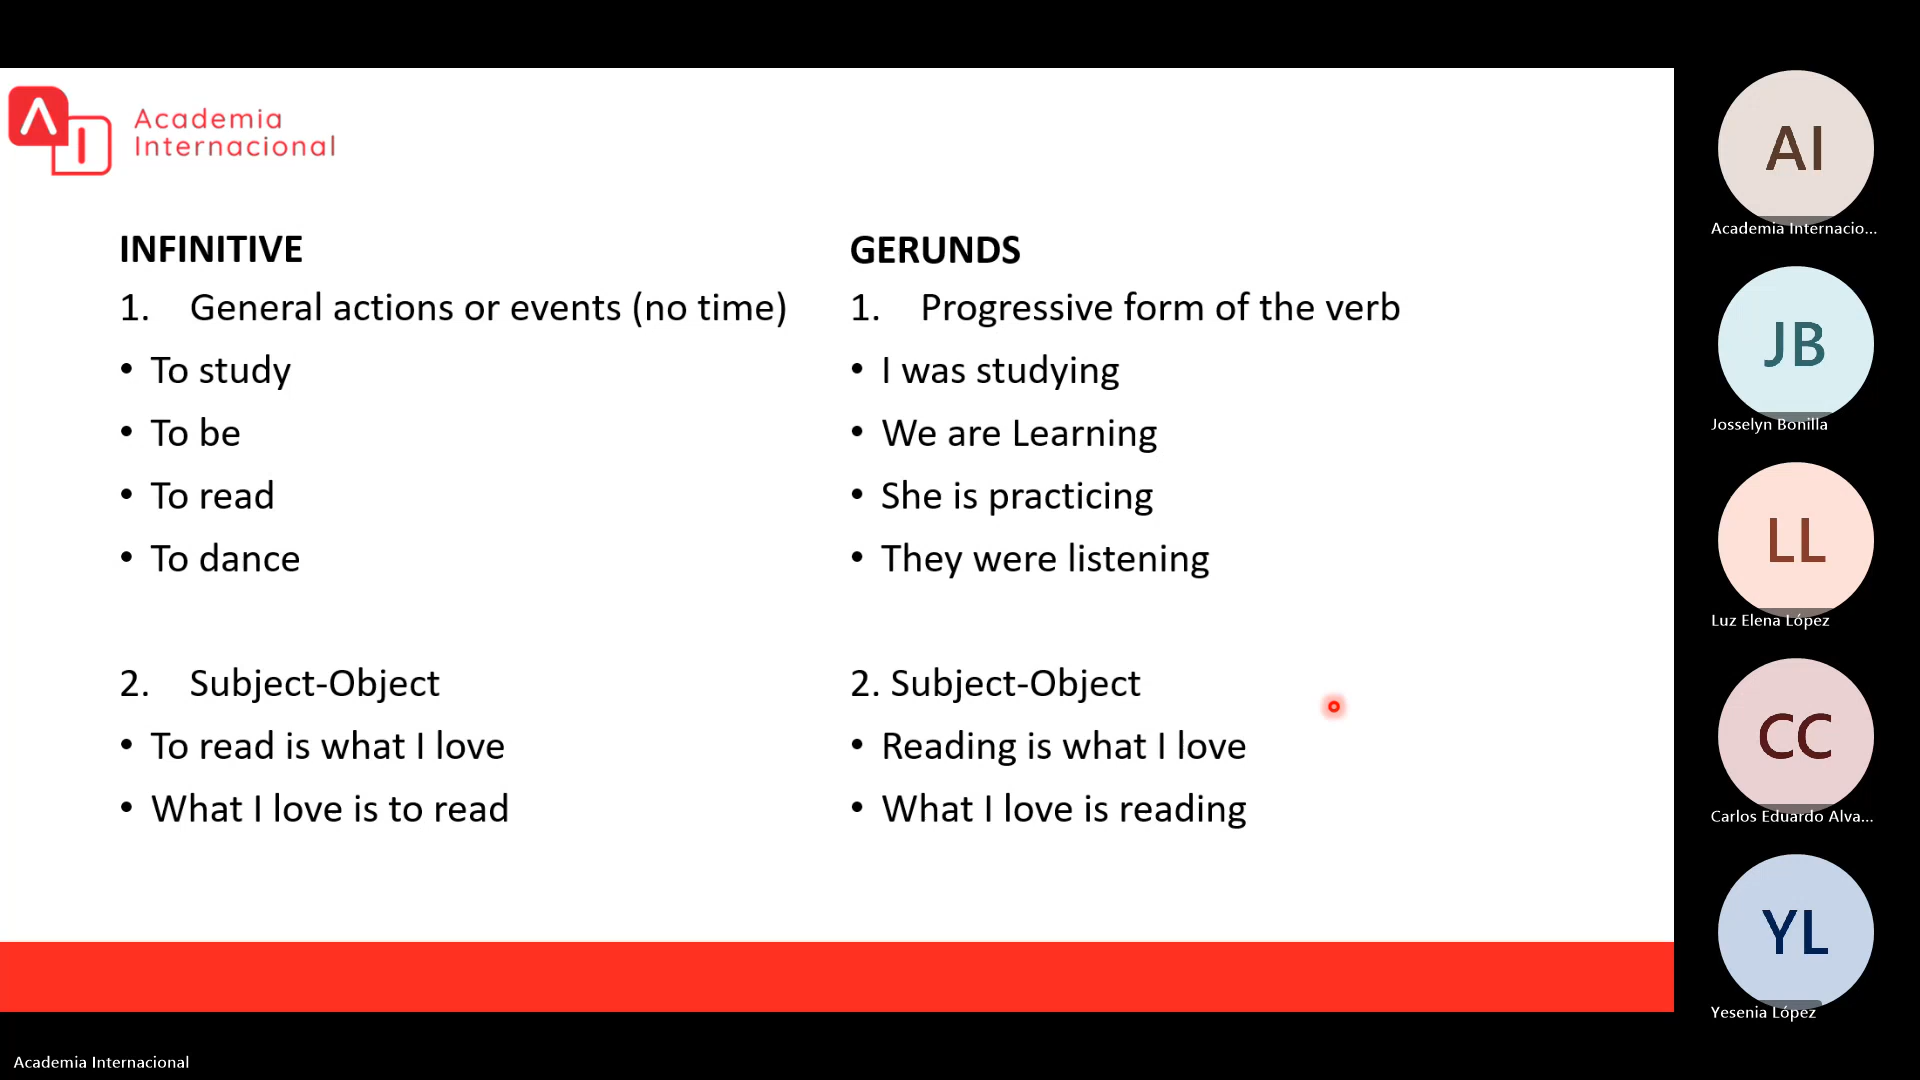 Academia
Internacional
INFINITIVE
1. General actions or events (no time)
• To study
• To be
• To read
• To dance
2. Subject-Object
• To read is what I love
• What I love is to read
GERUNDS
1. Progressive form of the verb
• I was studying
• We are Learning
• She is practicing
• They were listening
2. Subject-Object
• Reading is what I love
• What I love is reading
AI
Academia Internacio...
JB
Josselyn Bonilla
LL
Luz Elena López
CC
Carlos Eduardo Alva...
YL
Yesenia López
Academia Internacional